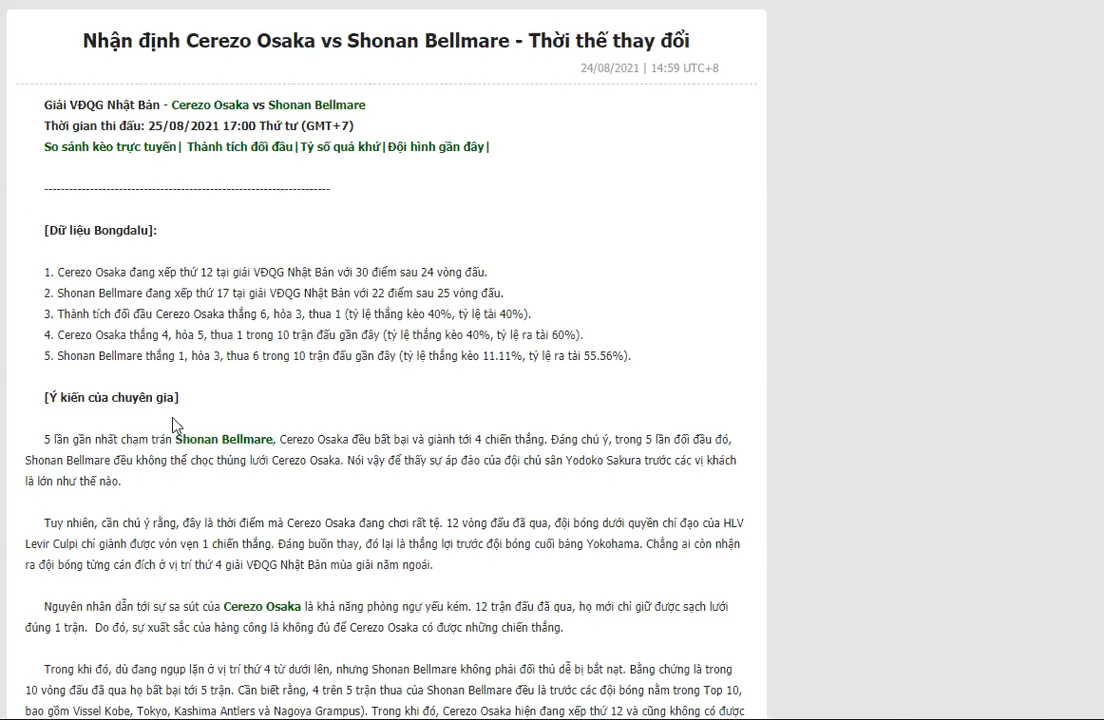 Nhận định Cerezo Osaka vs Shonan Bellmare - Thời thế thay đổi
24/08/2021 | 14:59 UTC+8
Giải VĐQG Nhật Bản - Cerezo Osaka vs Shonan Bellmare
Thời gian thi đấu: 25/08/2021 17:00 Thứ tư (GMT+7)
So sánh kèo trực tuyến| Thành tích đối đầu|Tỷ số quá khứ|Đội hình gần đây|
---------------------------------------------------------------------
[Dữ liệu Bongdalu]:
1. Cerezo Osaka đang xếp thứ 12 tại giải VĐQG Nhật Bản với 30 điểm sau 24 vòng đấu.
2. Shonan Bellmare đang xếp thứ 17 tại giải VĐQG Nhật Bản với 22 điểm sau 25 vòng đấu.
3. Thành tích đối đầu Cerezo Osaka thắng 6, hòa 3, thua 1 (tỷ lệ thắng kèo 40%, tỷ lệ tài 40%).
4. Cerezo Osaka thắng 4, hòa 5, thua 1 trong 10 trận đấu gần đây (tỷ lệ thắng kèo 40%, tỷ lệ ra tài 60%).
5. Shonan Bellmare thắng 1, hòa 3, thua 6 trong 10 trận đấu gần đây (tỷ lệ thắng kèo 11.11%, tỷ lệ ra tài 55.56%).
[Ý kiến của chuyên gia]
5 lần gần nhất chạm trán Shonan Bellmare, Cerezo Osaka đều bất bại và giành tới 4 chiến thắng. Đáng chú ý, trong 5 lần đối đầu đó,
Shonan Bellmare đều không thể chọc thủng lưới Cerezo Osaka. Nói vậy để thấy sự áp đảo của đội chủ sân Yodoko Sakura trước các vị khách
là lớn như thế nào.
Tuy nhiên, cần chú ý rằng, đây là thời điểm mà Cerezo Osaka đang chơi rất tệ. 12 vòng đấu đã qua, đội bóng dưới quyền chỉ đạo của HLV
Levir Culpi chỉ giành được vỏn vẹn 1 chiến thắng. Đáng buồn thay, đó lại là thắng lợi trước đội bóng cuối bảng Yokohama. Chẳng ai còn nhận
ra đội bóng từng cán đích ở vị trí thứ 4 giải VĐQG Nhật Bản mùa giải năm ngoái.
Nguyên nhân dẫn tới sự sa sút của Cerezo Osaka là khả năng phòng ngự yếu kém. 12 trận đấu đã qua, họ mới chỉ giữ được sạch lưới
đúng 1 trận. Do đó, sự xuất sắc của hàng công là không đủ để Cerezo Osaka có được những chiến thắng.
Trong khi đó, dù đang ngụp lặn ở vị trí thứ 4 từ dưới lên, nhưng Shonan Bellmare không phải đối thủ dễ bị bắt nạt. Bằng chứng là trong
10 vòng đấu đã qua họ bất bại tới 5 trận. Cần biết rằng, 4 trên 5 trận thua của Shonan Bellmare đều là trước các đội bóng nằm trong Top 10,
bao gồm Vissel Kobe, Tokyo, Kashima Antlers và Nagoya Grampus). Trong khi đó, Cerezo Osaka hiện đang xếp thứ 12 và cũng không có được